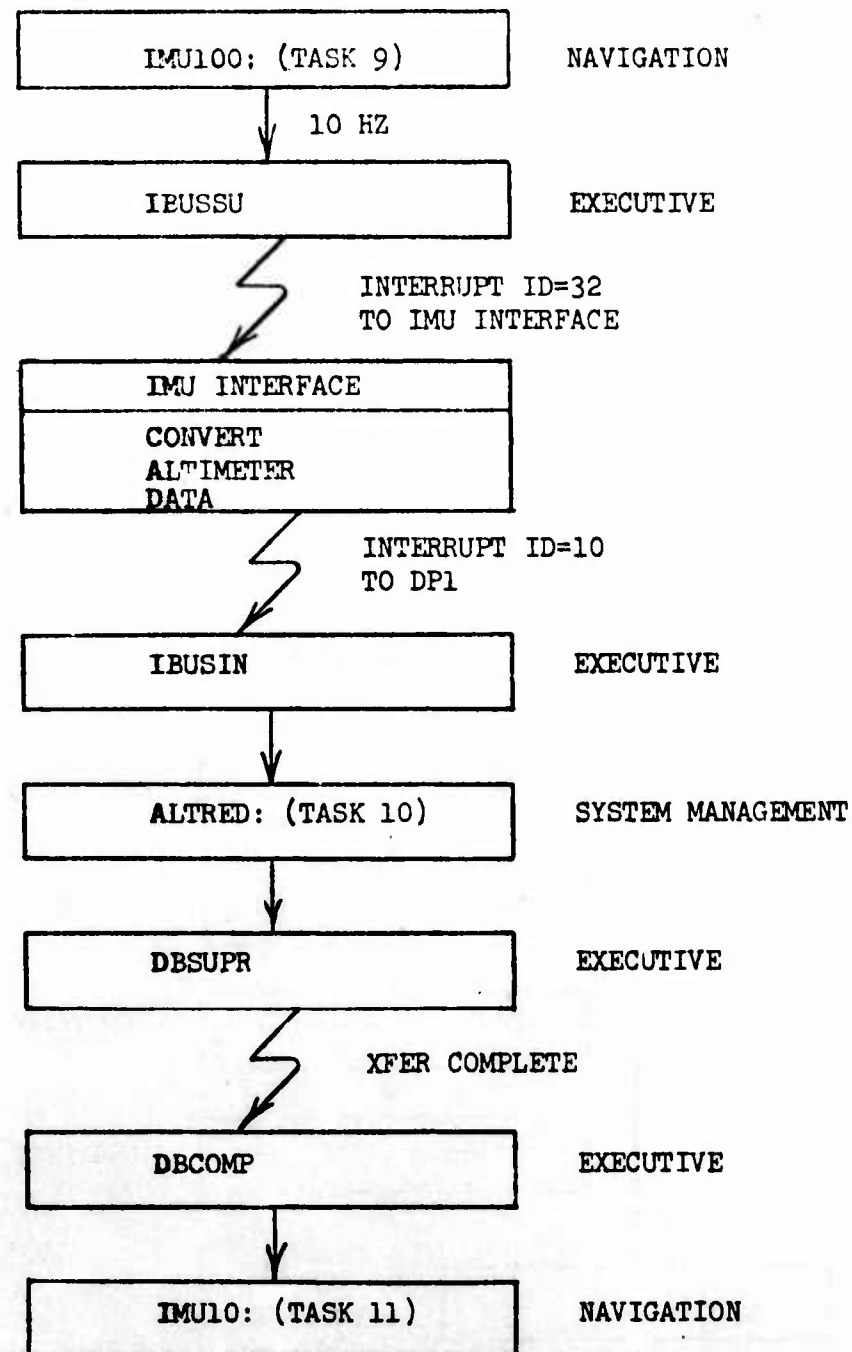 IMU100: (TASK 9) NAVIGATION
10 HZ
IBUSSU EXECUTIVE
INTERRUPT ID=32
TO IMU INTERFACE
IMU INTERFACE
CONVERT
ALTIMETER
DATA
INTERRUPT ID=10
TO DP1
IBUSIN EXECUTIVE
ALTRED: (TASK 10) SYSTEM MANAGEMENT
DBSUPR EXECUTIVE
XFER COMPLETE
DBCOMP EXECUTIVE
IMU10: (TASK 11) NAVIGATION